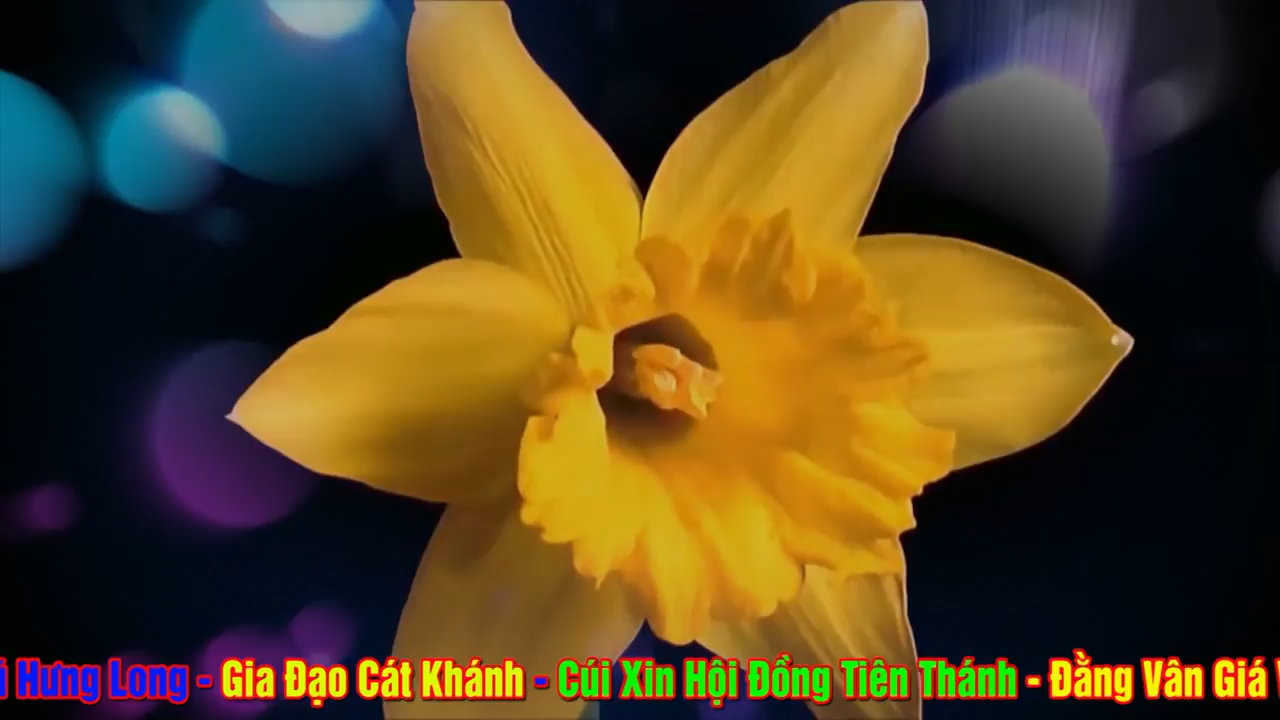 Hưng Long - Gia Đạo Cát Khánh - Cúi Xin Hội Đồng Tiên Thánh - Đằng Vân Giá